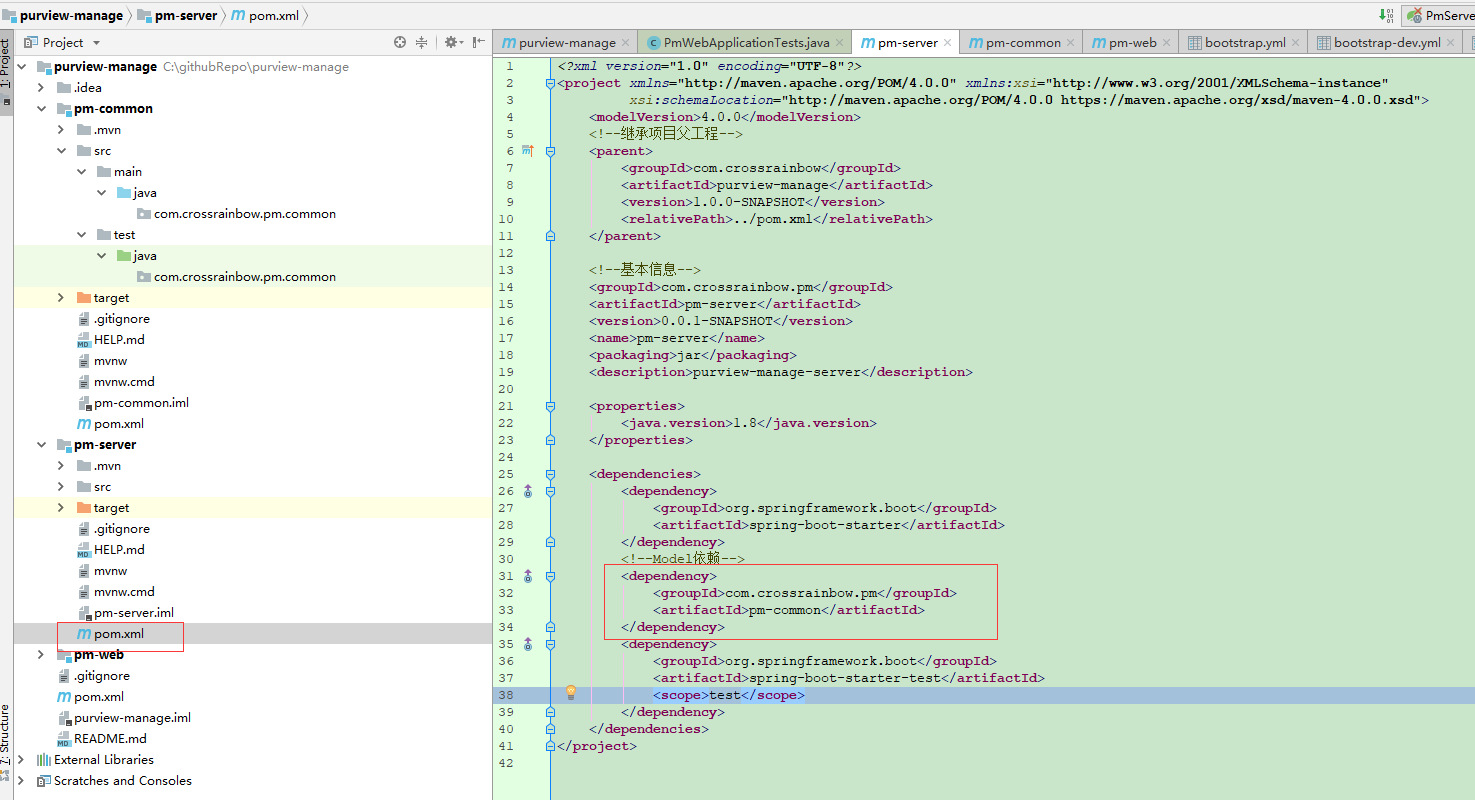 purview-manage pm-server pom.xml
PmServe
Project
purview-manage PmWebApplicationTests.java pm-server pm-common pm-web bootstrap.yml bootstrap-dev.yml
1: Project
7: Structure
purview-manage C:\githubRepo\purview-manage
.idea
pm-common
.mvn
src
main
java
com.crossrainbow.pm.common
test
java
com.crossrainbow.pm.common
target
.gitignore
HELP.md
mvnw
mvnw.cmd
pm-common.iml
pom.xml
pm-server
.mvn
src
target
.gitignore
HELP.md
mvnw
mvnw.cmd
pm-server.iml
pom.xml
pm-web
.gitignore
pom.xml
purview-manage.iml
README.md
External Libraries
Scratches and Consoles
1 <?xml version="1.0" encoding="UTF-8"?>
2 <project xmlns="http://maven.apache.org/POM/4.0.0" xmlns:xsi="http://www.w3.org/2001/XMLSchema-instance"
3 xsi:schemaLocation="http://maven.apache.org/POM/4.0.0 https://maven.apache.org/xsd/maven-4.0.0.xsd">
4 <modelVersion>4.0.0</modelVersion>
5 <!--继承项目父工程-->
6 <parent>
7 <groupId>com.crossrainbow</groupId>
8 <artifactId>purview-manage</artifactId>
9 <version>1.0.0-SNAPSHOT</version>
10 <relativePath>../pom.xml</relativePath>
11 </parent>
12
13 <!--基本信息-->
14 <groupId>com.crossrainbow.pm</groupId>
15 <artifactId>pm-server</artifactId>
16 <version>0.0.1-SNAPSHOT</version>
17 <name>pm-server</name>
18 <packaging>jar</packaging>
19 <description>purview-manage-server</description>
20
21 <properties>
22 <java.version>1.8</java.version>
23 </properties>
24
25 <dependencies>
26 <dependency>
27 <groupId>org.springframework.boot</groupId>
28 <artifactId>spring-boot-starter</artifactId>
29 </dependency>
30 <!--Model依赖-->
31 <dependency>
32 <groupId>com.crossrainbow.pm</groupId>
33 <artifactId>pm-common</artifactId>
34 </dependency>
35 <dependency>
36 <groupId>org.springframework.boot</groupId>
37 <artifactId>spring-boot-starter-test</artifactId>
38 <scope>test</scope>
39 </dependency>
40 </dependencies>
41 </project>
42